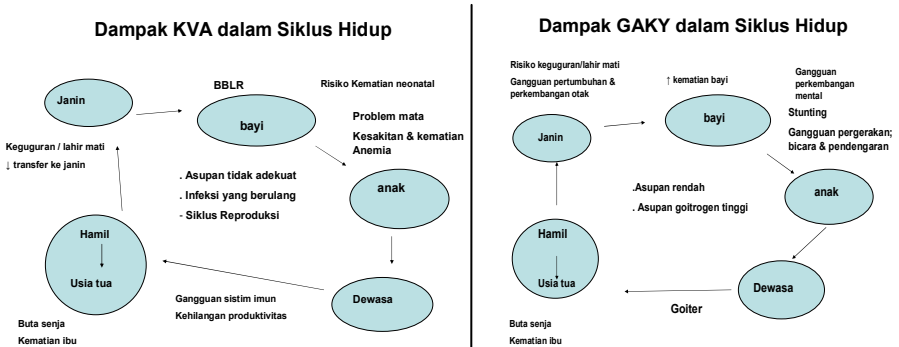 Dampak KVA dalam Siklus Hidup
BBLR
Risiko Kematian neonatal
Janin
bayi
Problem mata
Kesakitan & kematian
Anemia
Keguguran / lahir mati
↓ transfer ke janin
. Asupan tidak adekuat
. Infeksi yang berulang
- Siklus Reproduksi
anak
Hamil
Usia tua
Dewasa
Gangguan sistim imun
Kehilangan produktivitas
Buta senja
Kematian ibu
Dampak GAKY dalam Siklus Hidup
Risiko keguguran/lahir mati
Gangguan pertumbuhan &
perkembangan otak
↑ kematian bayi
Gangguan
perkembangan
mental
Stunting
Gangguan pergerakan;
bicara & pendengaran
Janin
bayi
anak
.Asupan rendah
. Asupan goitrogen tinggi
Hamil
Usia tua
Dewasa
Goiter
Buta senja
Kematian ibu